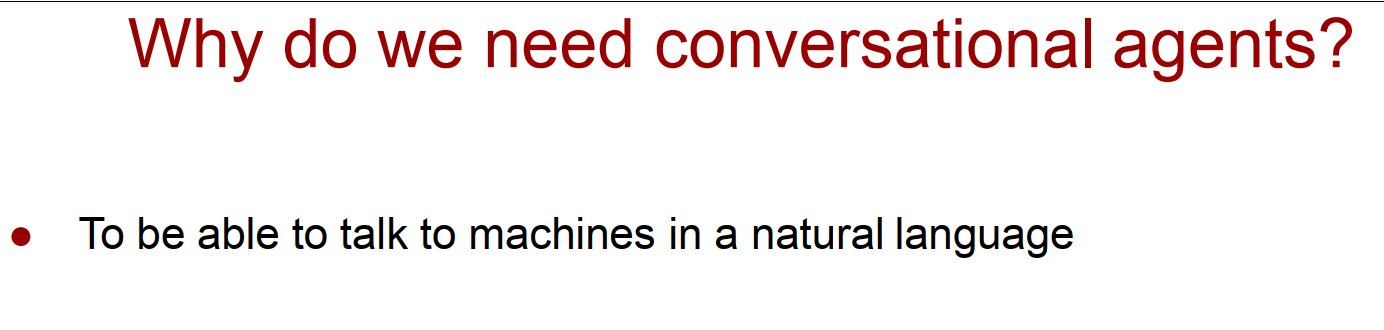 Why do we need conversational agents?
● To be able to talk to machines in a natural language